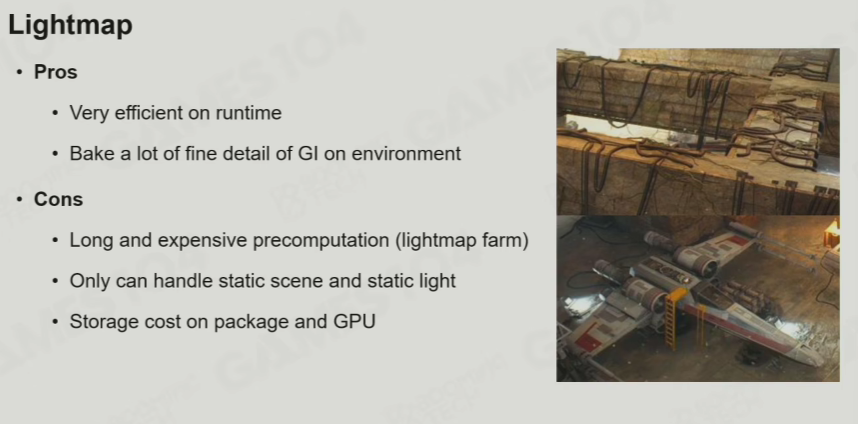 Lightmap
• Pros
• Very efficient on runtime
• Bake a lot of fine detail of GI on environment
• Cons
• Long and expensive precomputation (lightmap farm)
• Only can handle static scene and static light
• Storage cost on package and GPU
GAMES104